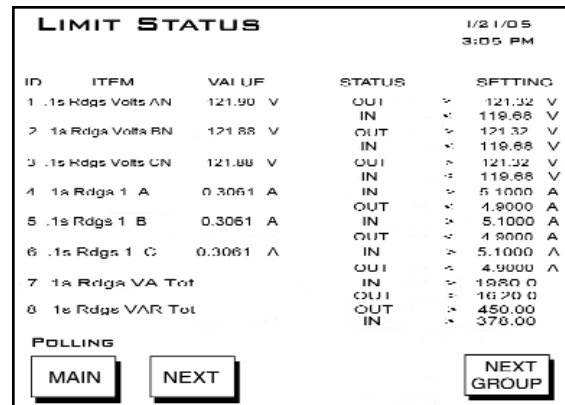 LIMIT STATUS
1/21/05
3:05 PM
ID ITEM VALUE STATUS SETTING
1 .1s Rdgs Volts AN 121.90 V OUT > 121.32 V
IN < 119.68 V
2 .1s Rdgs Volts BN 121.88 V OUT > 121.32 V
IN < 119.68 V
3 .1s Rdgs Volts CN 121.88 V OUT > 121.32 V
IN < 119.68 V
4 .1s Rdgs 1 A 0.3061 A IN > 5.1000 A
OUT < 4.9000 A
5 .1s Rdgs 1 B 0.3061 A IN > 5.1000 A
OUT < 4.9000 A
6 .1s Rdgs 1 C 0.3061 A IN > 5.1000 A
OUT < 4.9000 A
7 .1s Rdgs VA Tot IN 1980.0
OUT 1620.0
8 .1s Rdgs VAR Tot OUT 450.00
IN 378.00
POLLING
MAIN NEXT NEXT GROUP